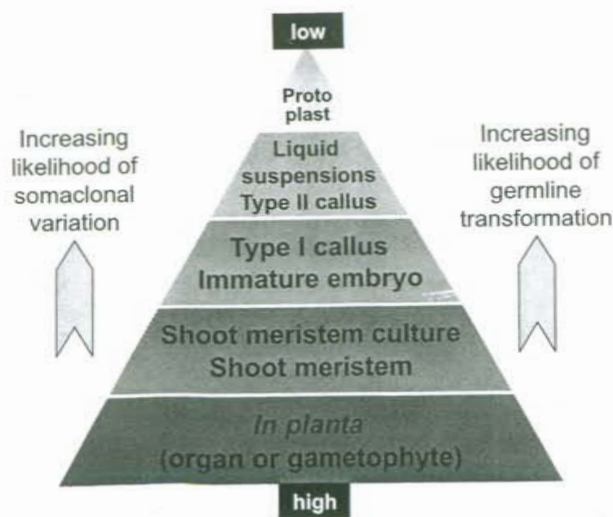 low
Proto
plast
Increasing
likelihood of
somaclonal
variation
Increasing
likelihood of
germline
transformation
Liquid
suspensions
Type II callus
Type I callus
Immature embryo
Shoot meristem culture
Shoot meristem
In planta
(organ or gametophyte)
high